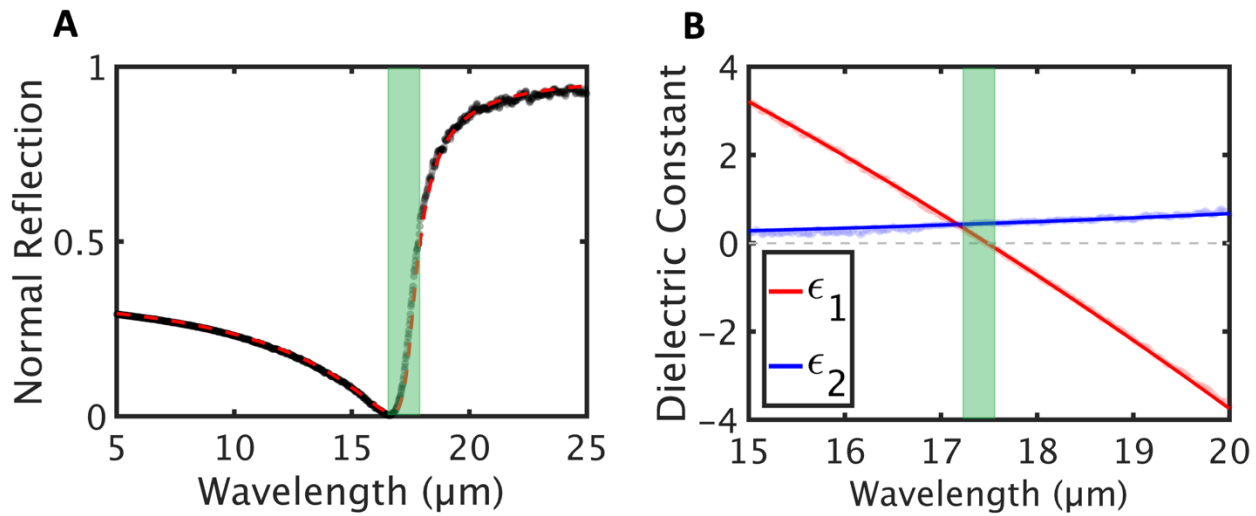 A
Normal Reflection
1
0.5
0
5 10 15 20 25
Wavelength (µm)
B
Dielectric Constant
4
2
0
-2
-4
ϵ1
ϵ2
15 16 17 18 19 20
Wavelength (µm)